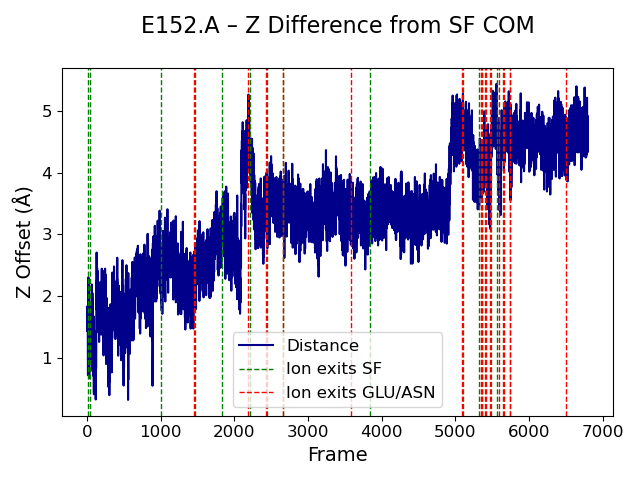 E152.A – Z Difference from SF COM
Z Offset (Å)
5
4
3
2
1
Distance
Ion exits SF
Ion exits GLU/ASN
0
1000
2000
3000
4000
5000
6000
7000
Frame